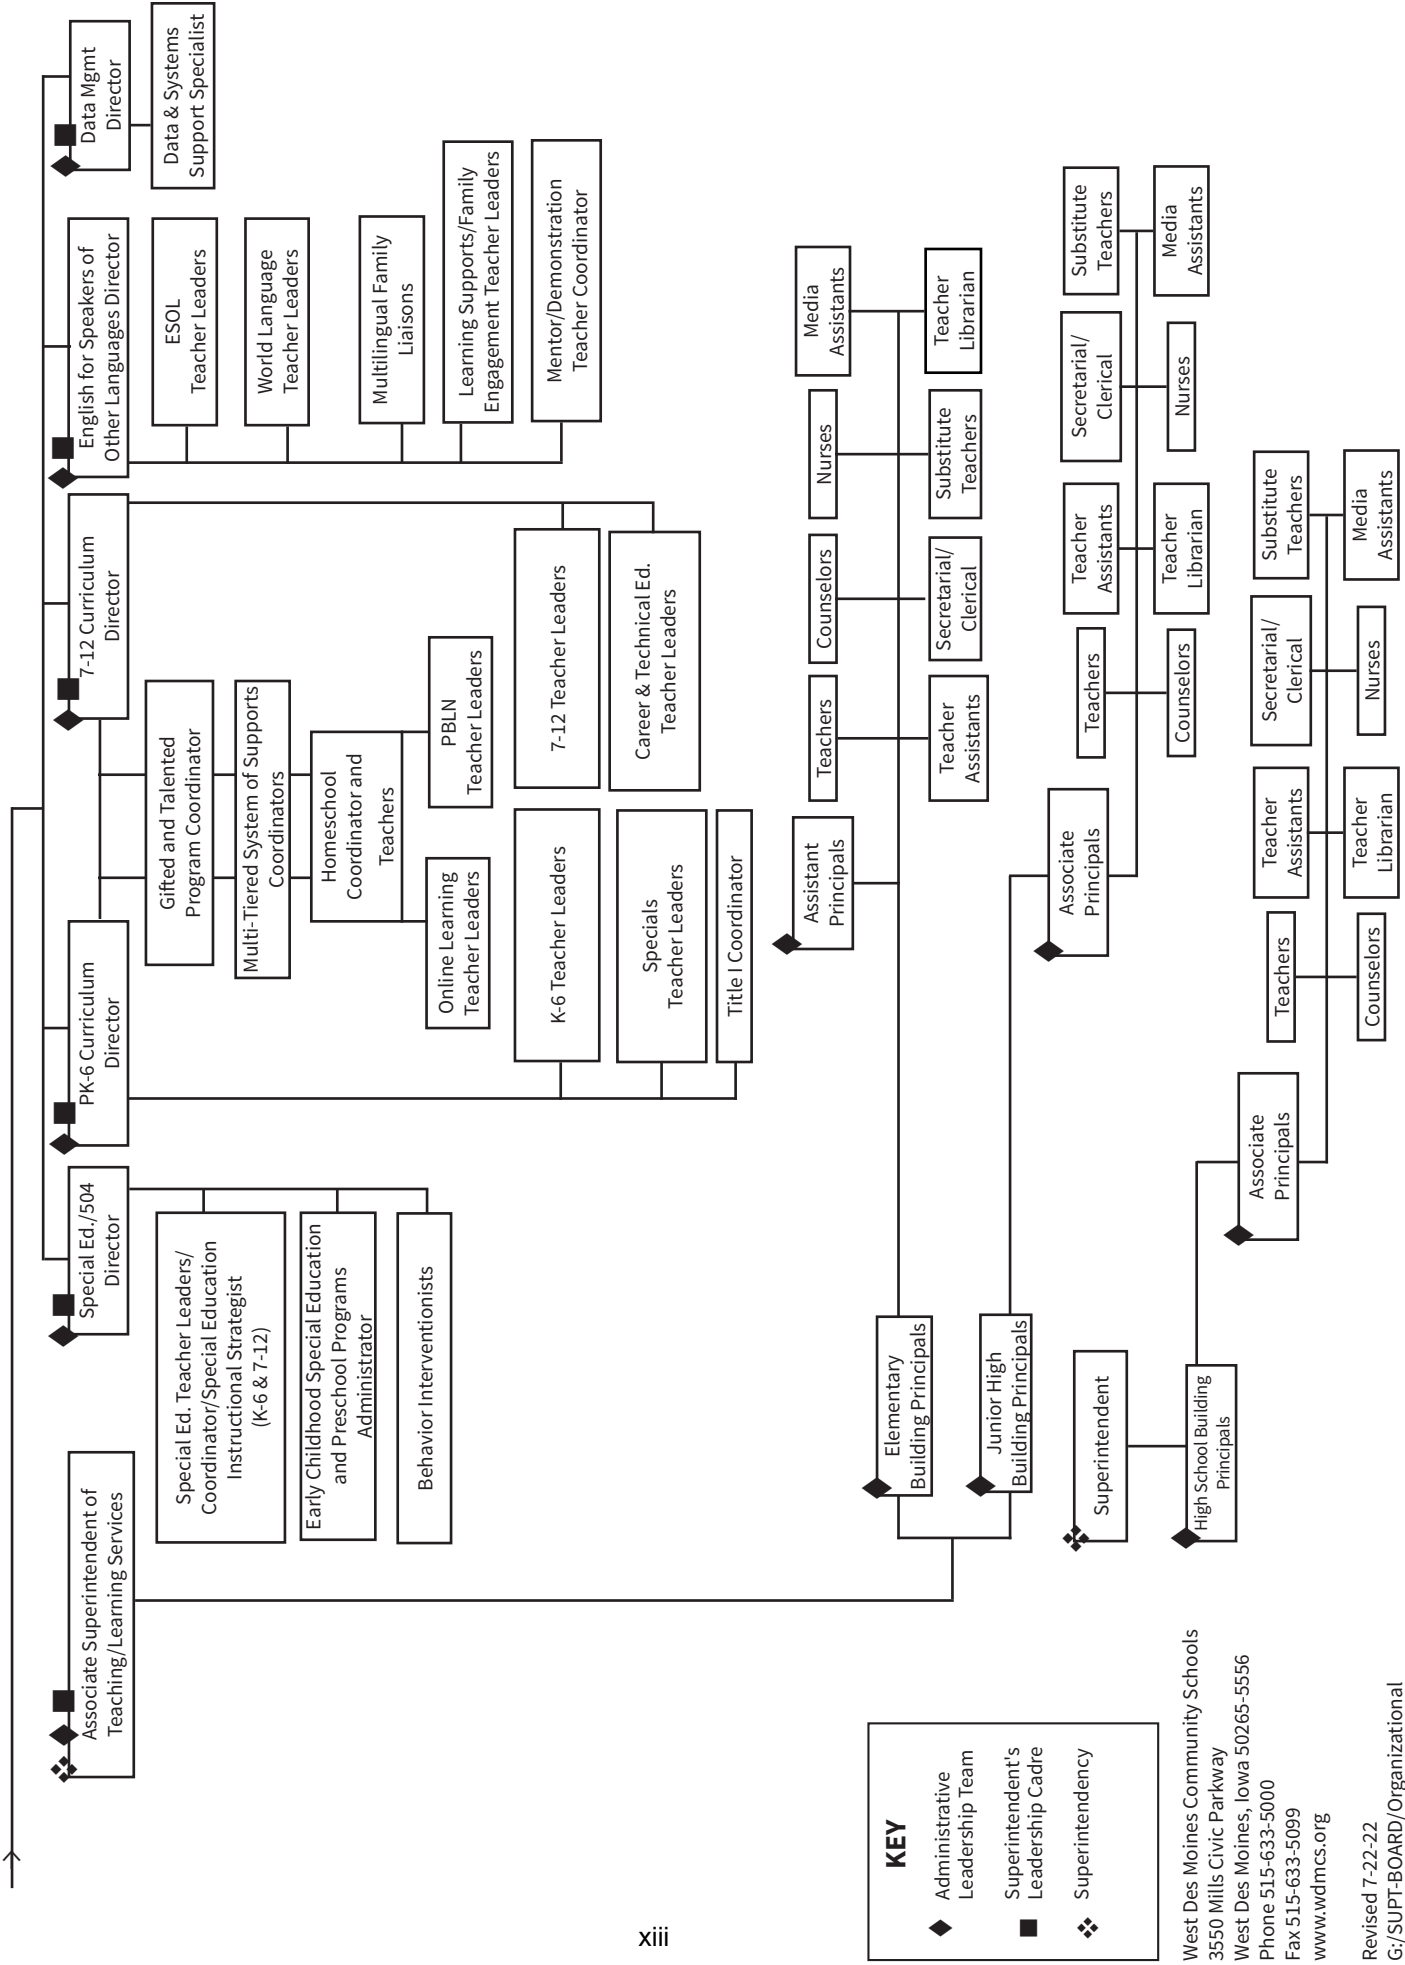 Associate Superintendent of
Teaching/Learning Services
Special Ed./504
Director
PK-6 Curriculum
Director
7-12 Curriculum
Director
English for Speakers of
Other Languages Director
Data Mgmt
Director
Special Ed. Teacher Leaders/
Coordinator/Special Education
Instructional Strategist
(K-6 & 7-12)
Early Childhood Special Education
and Preschool Programs
Administrator
Behavior Interventionists
Gifted and Talented
Program Coordinator
Multi-Tiered System of Supports
Coordinators
Homeschool
Coordinator and
Teachers
Online Learning
Teacher Leaders
PBLN
Teacher Leaders
K-6 Teacher Leaders
Specials
Teacher Leaders
Title I Coordinator
7-12 Teacher Leaders
Career & Technical Ed.
Teacher Leaders
ESOL
Teacher Leaders
World Language
Teacher Leaders
Multilingual Family
Liaisons
Learning Supports/Family
Engagement Teacher Leaders
Mentor/Demonstration
Teacher Coordinator
Data & Systems
Support Specialist
Elementary
Building Principals
Assistant
Principals
Teachers
Counselors
Nurses
Media
Assistants
Teacher
Assistants
Secretarial/
Clerical
Substitute
Teachers
Teacher
Librarian
Junior High
Building Principals
Associate
Principals
Teachers
Teacher
Assistants
Secretarial/
Clerical
Substitute
Teachers
Counselors
Teacher
Librarian
Nurses
Media
Assistants
Superintendent
High School Building
Principals
Associate
Principals
Teachers
Teacher
Assistants
Secretarial/
Clerical
Substitute
Teachers
Counselors
Teacher
Librarian
Nurses
Media
Assistants
KEY
Administrative
Leadership Team
Superintendent's
Leadership Cadre
Superintendency
West Des Moines Community Schools
3550 Mills Civic Parkway
West Des Moines, Iowa 50265-5556
Phone 515-633-5000
Fax 515-633-5099
www.wdmcs.org
Revised 7-22-22
G:/SUPT-BOARD/Organizational
xiii